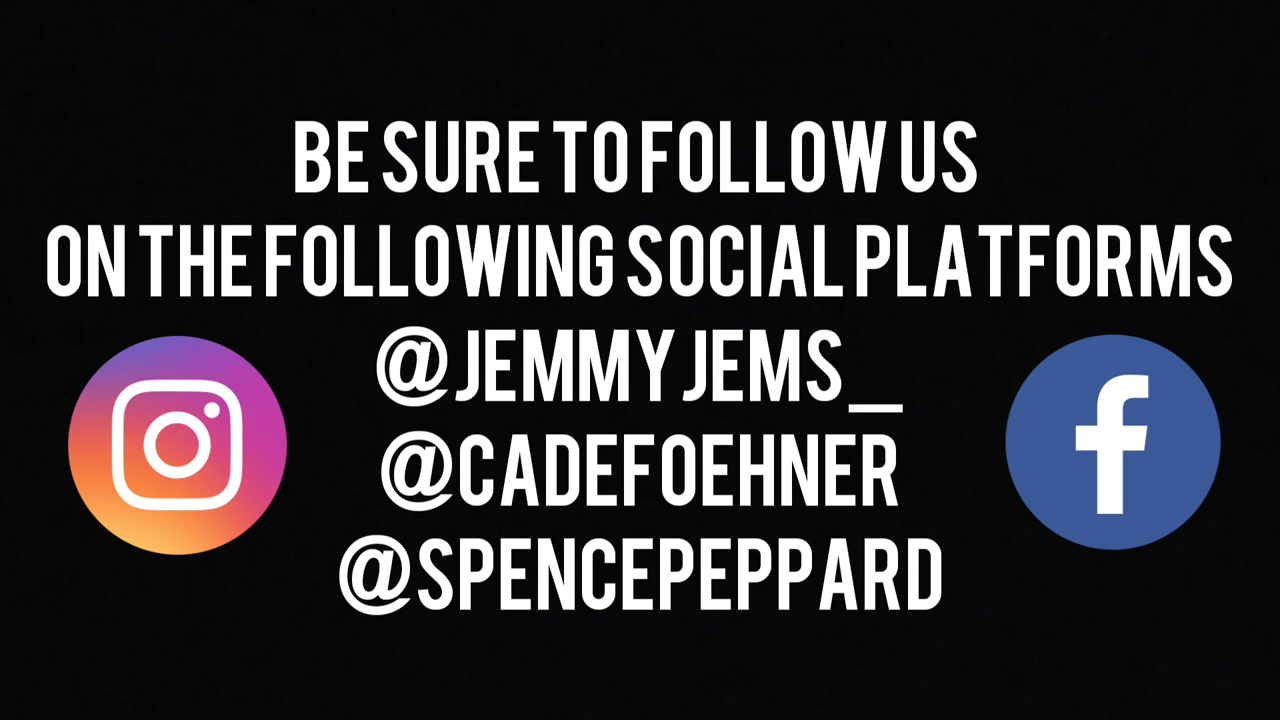 BE SURE TO FOLLOW US
ON THE FOLLOWING SOCIAL PLATFORMS
@JEMMYJEMS_
@CADEFOEHNER
@SPENCEPEPPARD